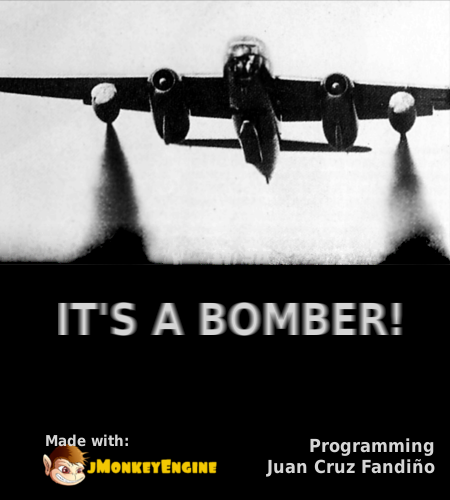 IT'S A BOMBER!
Made with:
jMonkeyEngine
Programming
Juan Cruz Fandiño